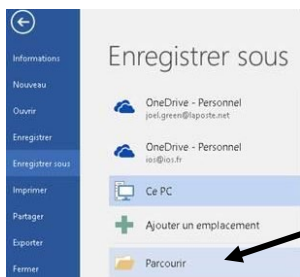 Informations
Nouveau
Ouvrir
Enregistrer
Enregistrer sous
Imprimer
Partager
Exporter
Fermer
Enregistrer sous
OneDrive - Personnel
joel.green@laposte.net
OneDrive - Personnel
ios@ios.fr
Ce PC
Ajouter un emplacement
Parcourir